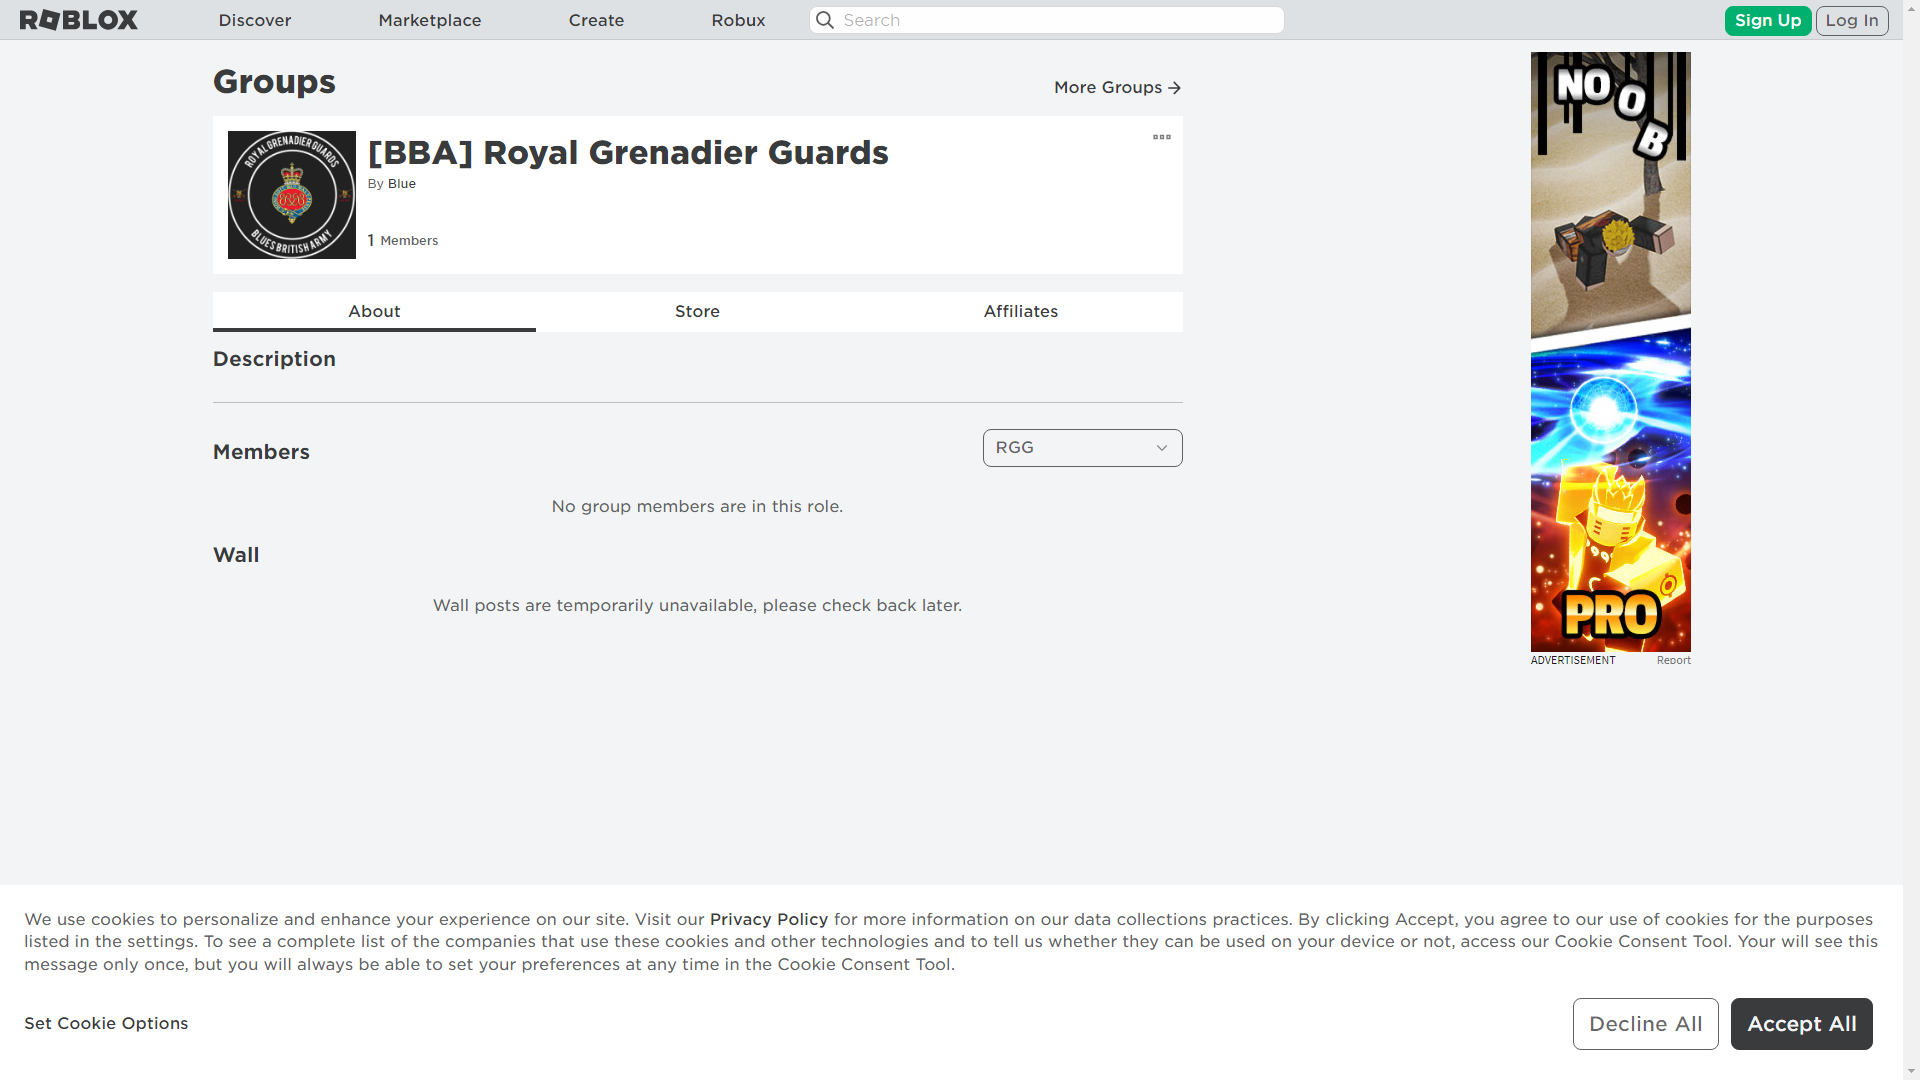 ROBLOX
Discover
Marketplace
Create
Robux
Search
Sign Up
Log In
Groups
More Groups
ROYAL GRENADIER GUARDS
BLUES BRITISH ARMY
[BBA] Royal Grenadier Guards
By Blue
1 Members
About
Store
Affiliates
Description
Members
RGG
No group members are in this role.
Wall
Wall posts are temporarily unavailable, please check back later.
NOOB
PRO
ADVERTISEMENT
Report
We use cookies to personalize and enhance your experience on our site. Visit our Privacy Policy for more information on our data collections practices. By clicking Accept, you agree to our use of cookies for the purposes
listed in the settings. To see a complete list of the companies that use these cookies and other technologies and to tell us whether they can be used on your device or not, access our Cookie Consent Tool. Your will see this
message only once, but you will always be able to set your preferences at any time in the Cookie Consent Tool.
Set Cookie Options
Decline All
Accept All